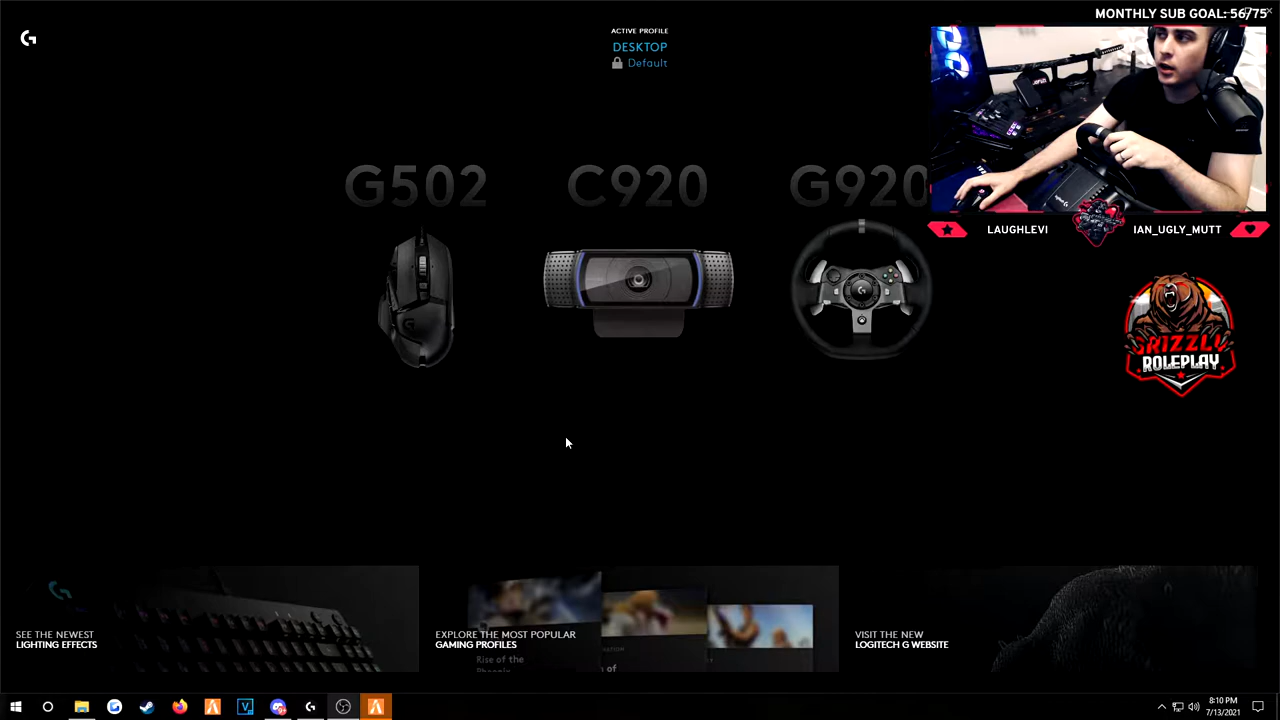 MONTHLY SUB GOAL: 56/75
ACTIVE PROFILE
DESKTOP
Default
G502
C920
G920
LAUGHLEVI
IAN_UGLY_MUTT
GRIZZLY
ROLEPLAY
SEE THE NEWEST
LIGHTING EFFECTS
EXPLORE THE MOST POPULAR
GAMING PROFILES
Rise of the
VISIT THE NEW
LOGITECH G WEBSITE
8:10 PM
7/13/2021